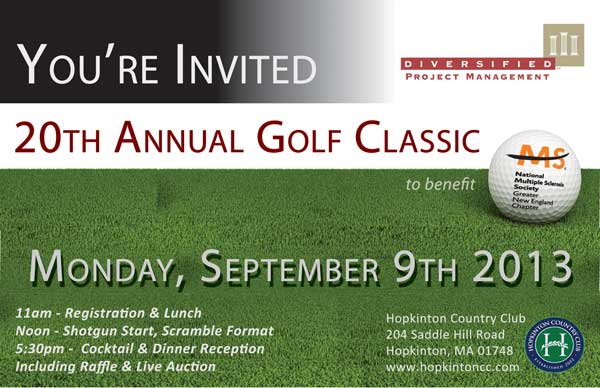 You're Invited
DIVERSIFIED
Project Management
20th Annual Golf Classic
to benefit
MS
National
Multiple Sclerosis
Society
Greater
New England
Chapter
Monday, September 9th 2013
11am - Registration & Lunch
Noon - Shotgun Start, Scramble Format
5:30pm - Cocktail & Dinner Reception
Including Raffle & Live Auction
Hopkinton Country Club
204 Saddle Hill Road
Hopkinton, MA 01748
www.hopkintoncc.com
HOPKINTON COUNTRY CLUB
H